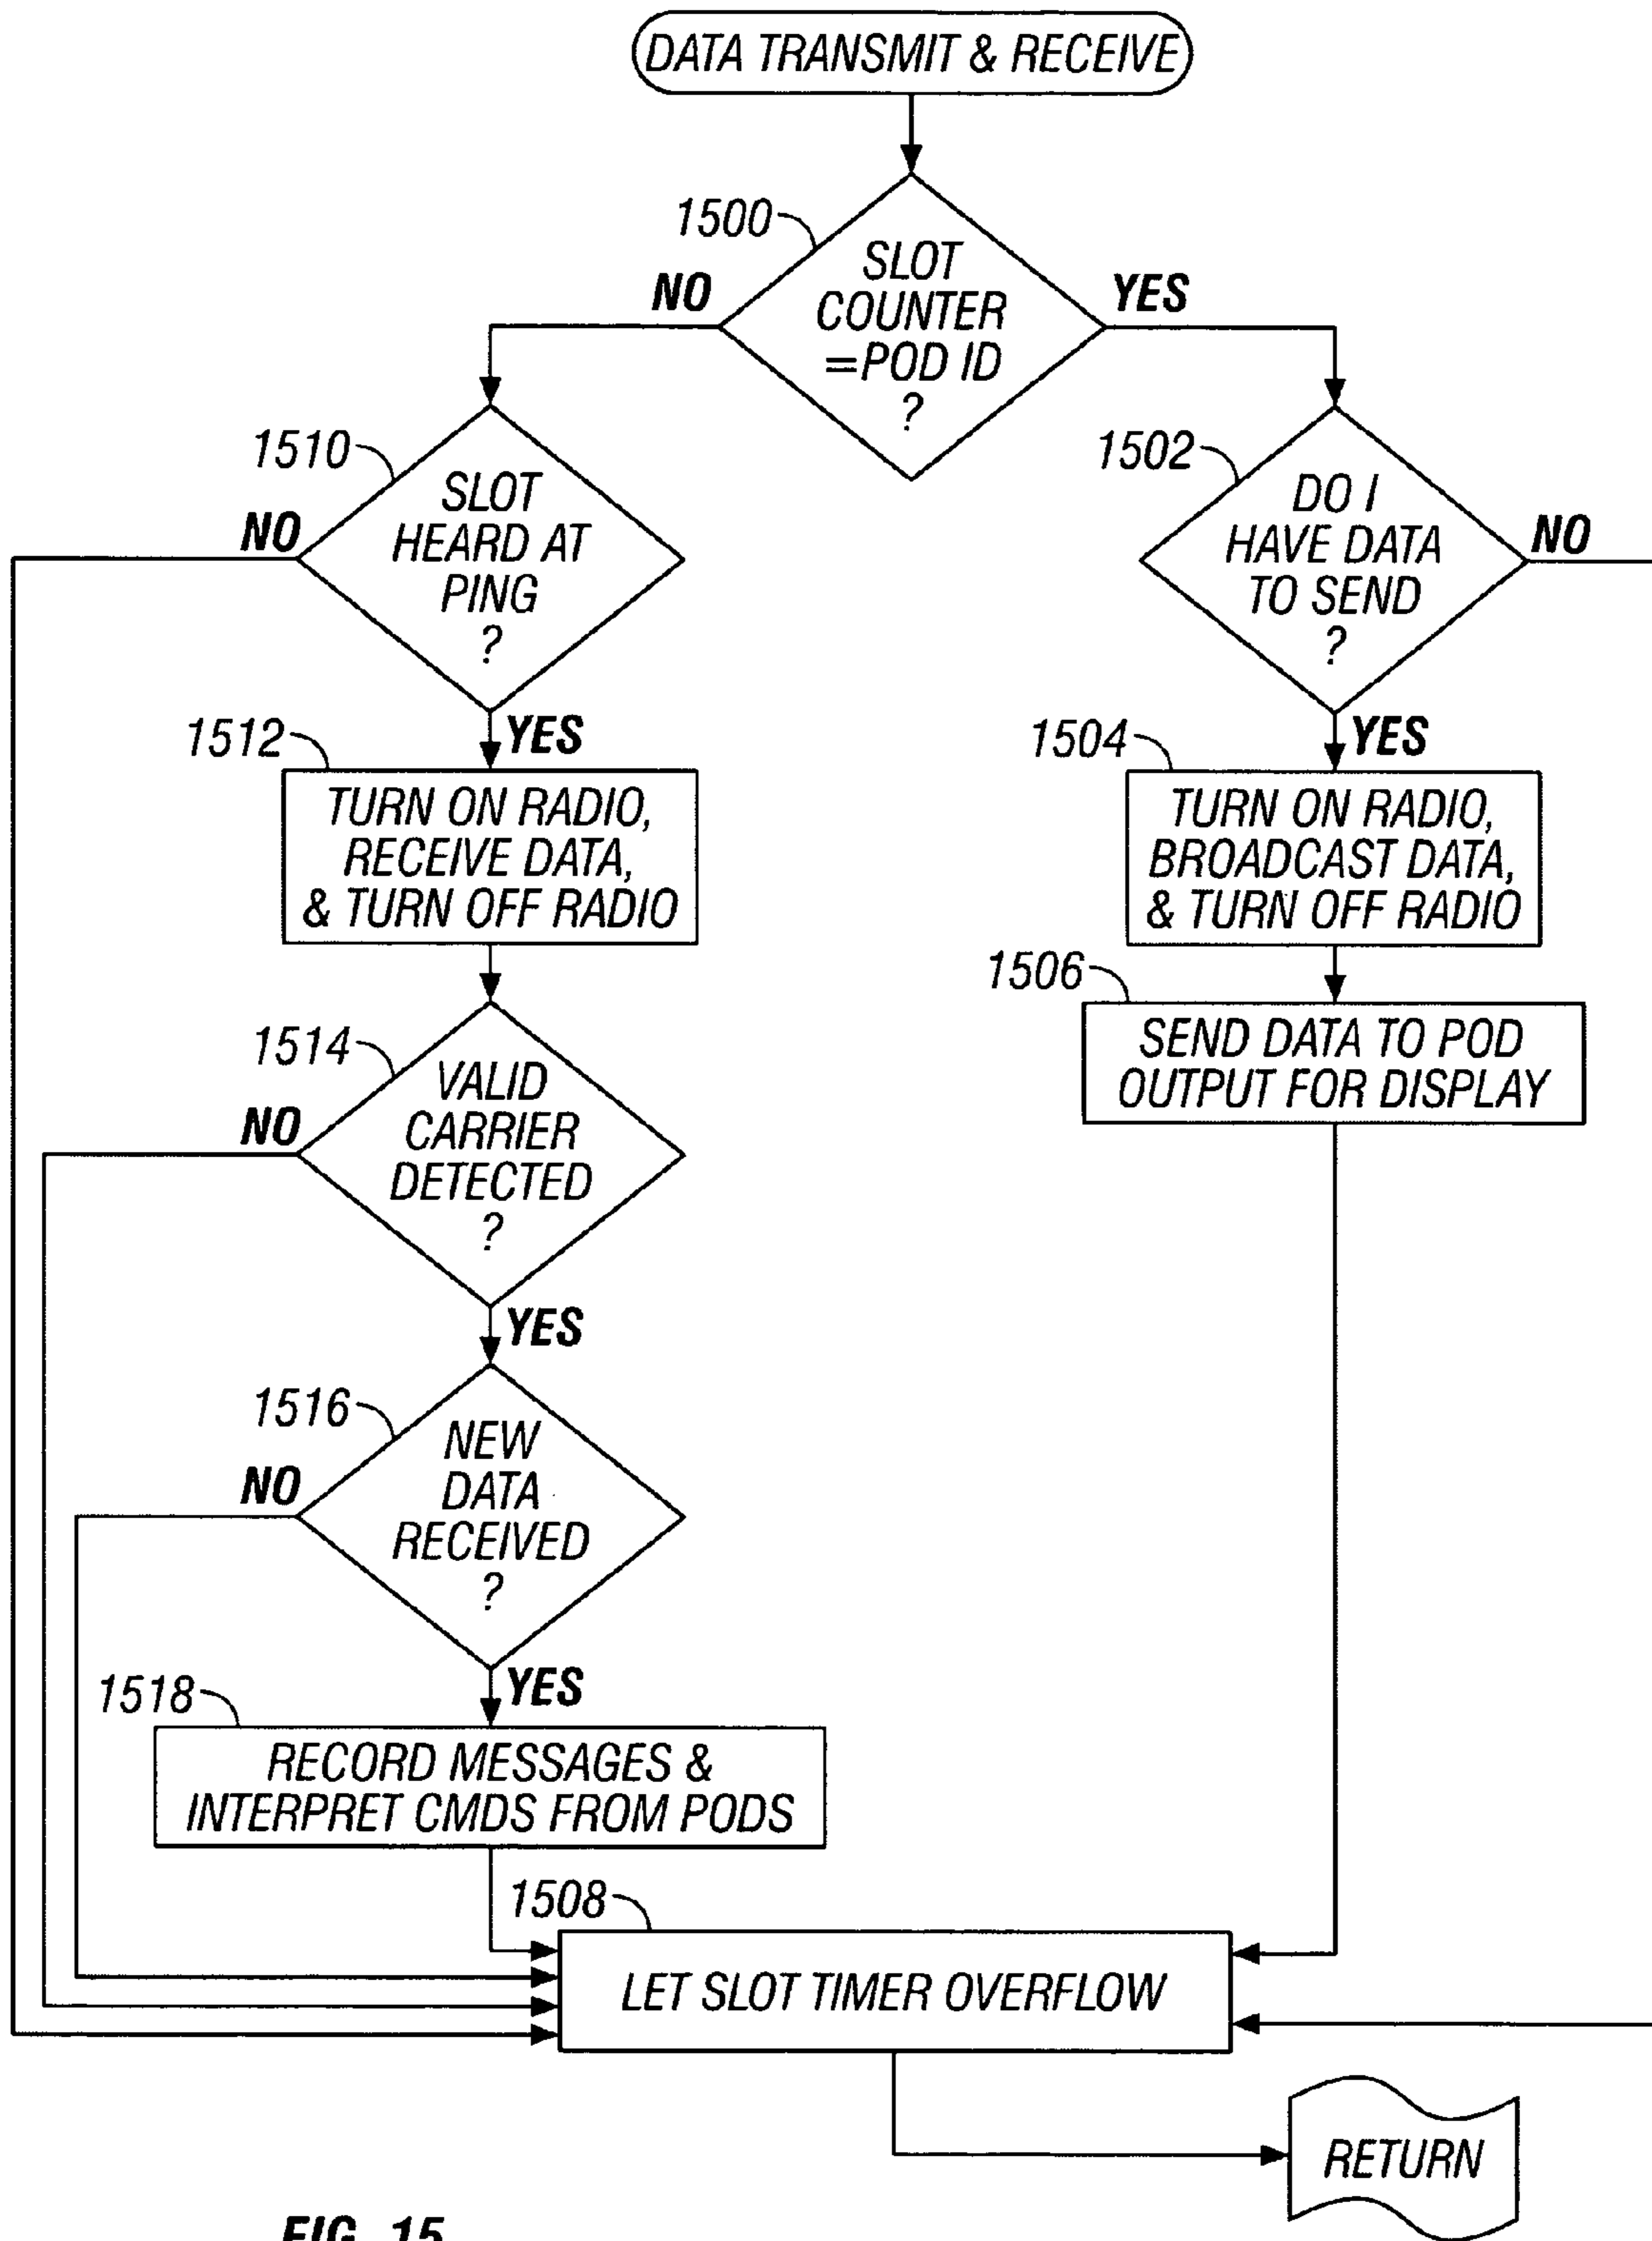 DATA TRANSMIT & RECEIVE
1500
SLOT
COUNTER
=POD ID
?
NO
YES
1510
SLOT
HEARD AT
PING
?
NO
YES
1502
DO I
HAVE DATA
TO SEND
?
NO
YES
1512
TURN ON RADIO,
RECEIVE DATA,
& TURN OFF RADIO
1504
TURN ON RADIO,
BROADCAST DATA,
& TURN OFF RADIO
1506
SEND DATA TO POD
OUTPUT FOR DISPLAY
1514
VALID
CARRIER
DETECTED
?
NO
YES
1516
NEW
DATA
RECEIVED
?
NO
YES
1518
RECORD MESSAGES &
INTERPRET CMDS FROM PODS
1508
LET SLOT TIMER OVERFLOW
RETURN
FIG. 15